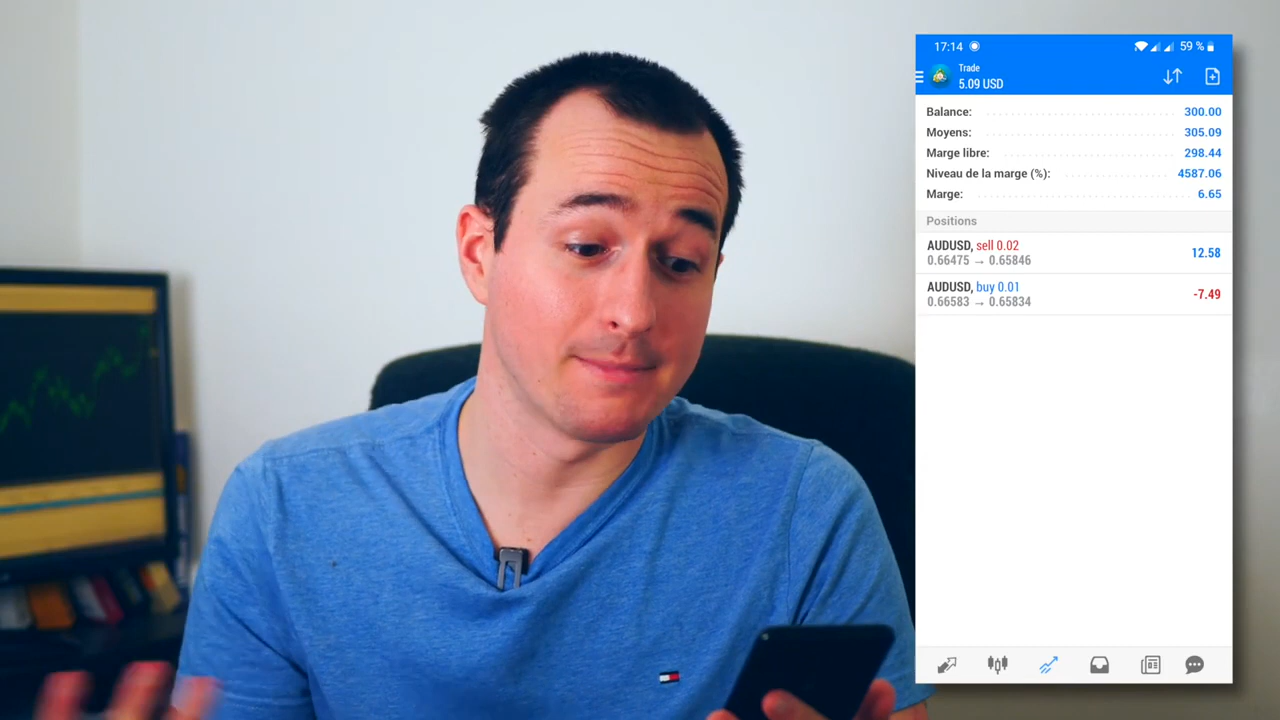 17:14
59 %
Trade
5.09 USD
Balance: 300.00
Moyens: 305.09
Marge libre: 298.44
Niveau de la marge (%): 4587.06
Marge: 6.65
Positions
AUDUSD, sell 0.02
0.66475 → 0.65846
12.58
AUDUSD, buy 0.01
0.66583 → 0.65834
-7.49